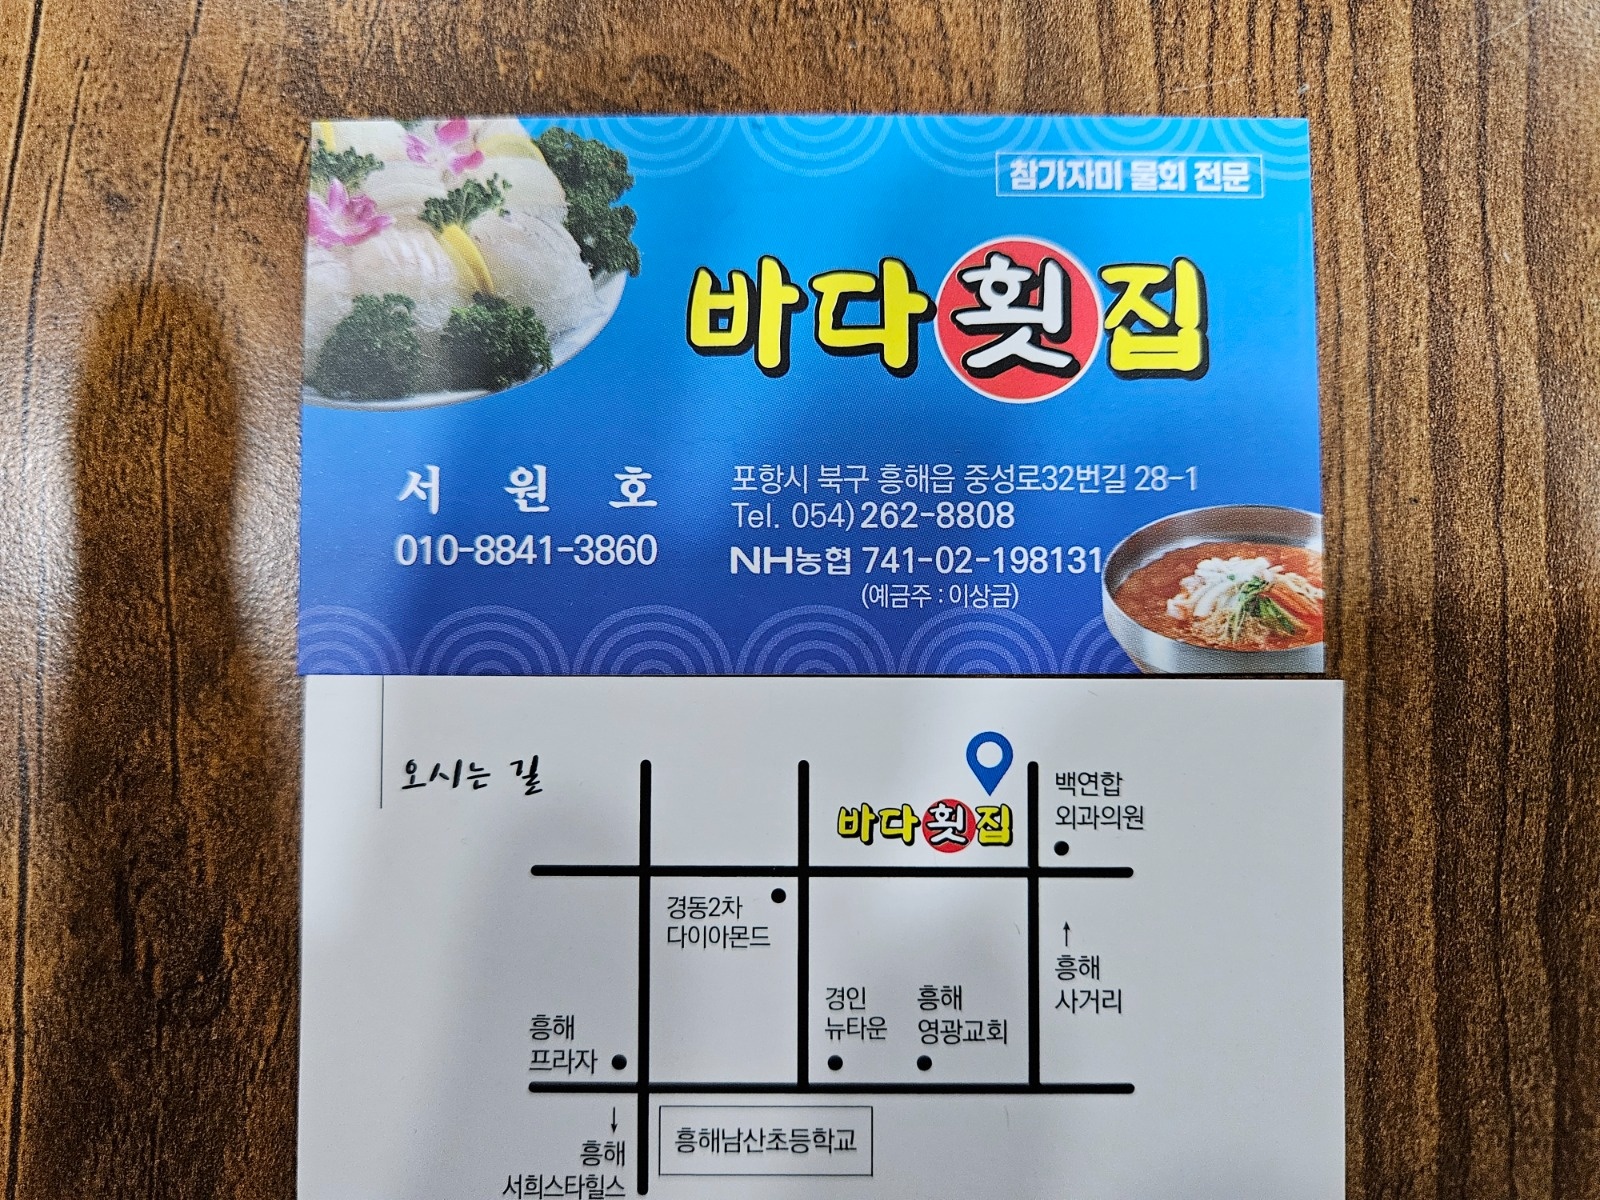 참가자미 물회 전문
바다횟집
서 원 호
010-8841-3860
포항시 북구 흥해읍 중성로32번길 28-1
Tel. 054)262-8808
NH농협 741-02-198131
(예금주 : 이상금)
오시는 길
바다횟집
백연합
외과의원
경동2차
다이아몬드
흥해
사거리
경인
뉴타운
흥해
영광교회
흥해
프라자
흥해남산초등학교
흥해
서희스타힐스